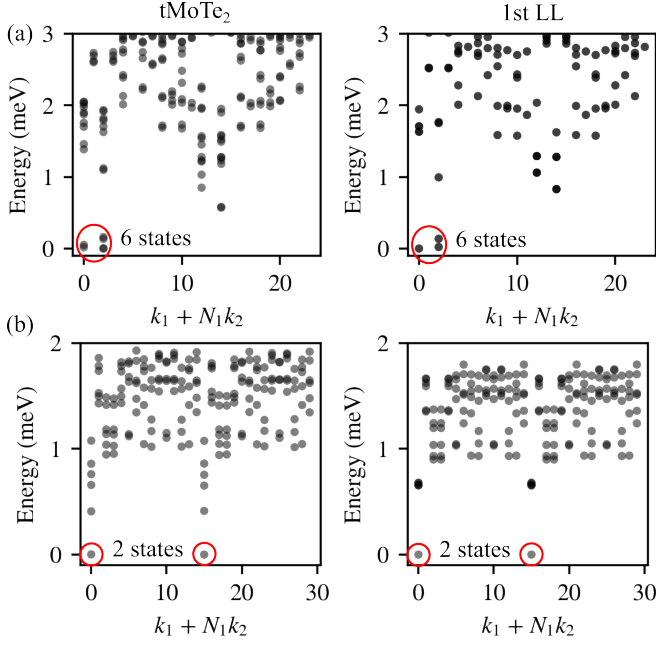 tMoTe₂
1st LL
(a)
Energy (meV)
3
2
1
0
6 states
0
10
20
k₁ + N₁k₂
Energy (meV)
3
2
1
0
6 states
0
10
20
k₁ + N₁k₂
(b)
Energy (meV)
2
1
0
2 states
0
10
20
30
k₁ + N₁k₂
Energy (meV)
2
1
0
2 states
0
10
20
30
k₁ + N₁k₂